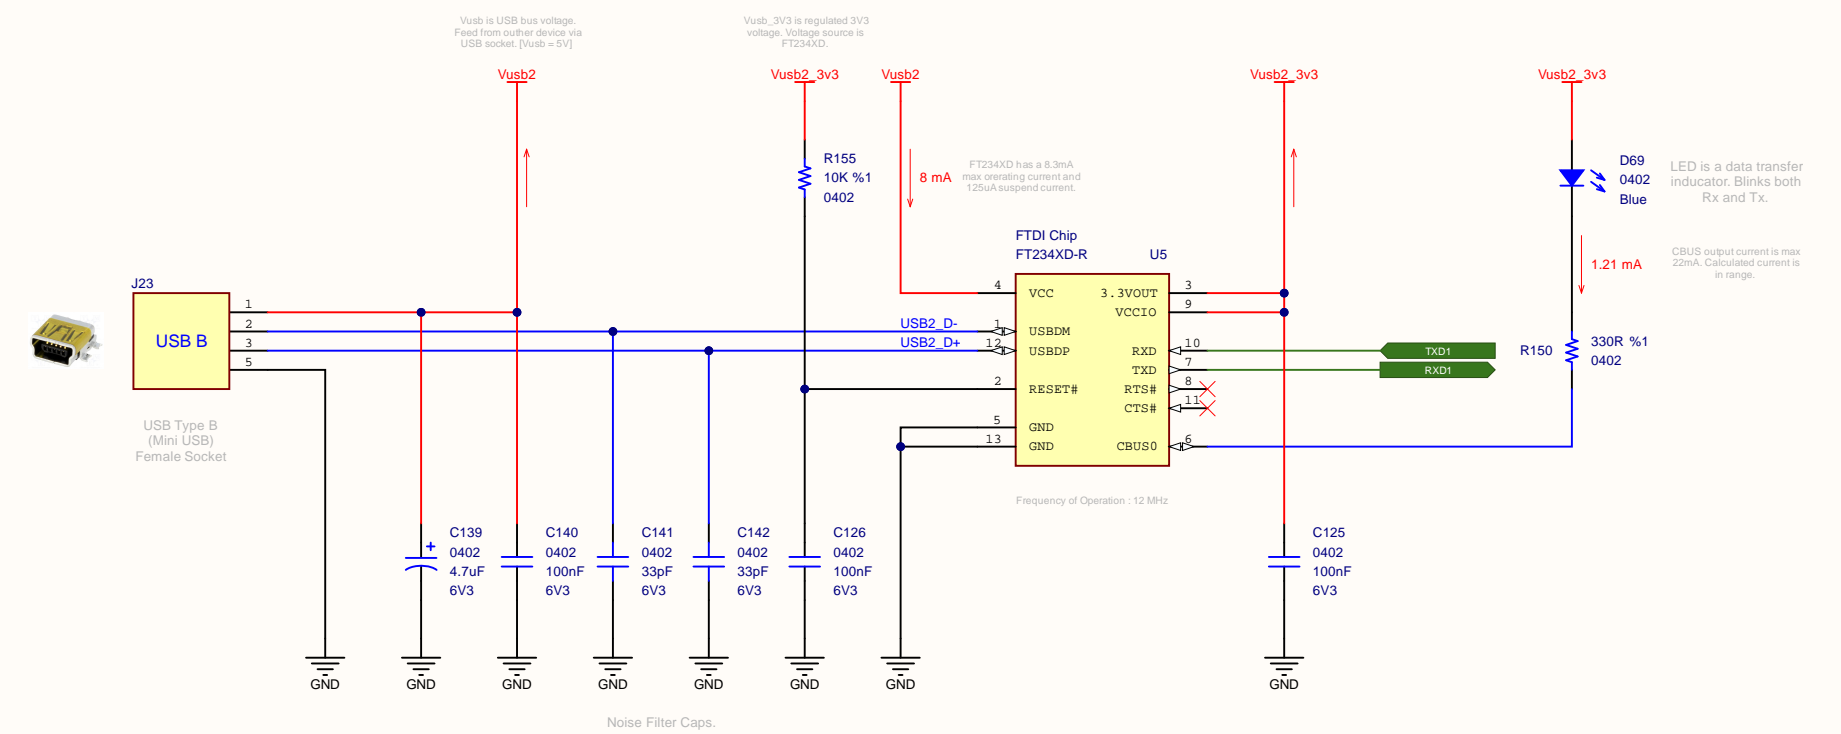 Vusb is USB bus voltage.
Feed from outher device via
USB socket. [Vusb = 5V]
Vusb_3V3 is regulated 3V3
voltage. Voltage source is
FT234XD.
Vusb2
Vusb2_3v3
Vusb2
Vusb2_3v3
Vusb2_3v3
R155
10K %1
0402
8 mA
FT234XD has a 8.3mA
max orerating current and
125uA suspend current.
D69
0402
Blue
LED is a data transfer
inducator. Blinks both
Rx and Tx.
1.21 mA
CBUS output current is max
22mA. Calculated current is
in range.
J23
USB B
1
2
3
5
USB Type B
(Mini USB)
Female Socket
USB2_D-
USB2_D+
FTDI Chip
FT234XD-R
U5
4
VCC
1
USBDM
12
USBDP
2
RESET#
5
GND
13
GND
3.3VOUT
3
VCCIO
9
RXD
10
TXD
7
RTS#
8
CTS#
11
CBUS0
6
TXD1
RXD1
R150
330R %1
0402
Frequency of Operation : 12 MHz
C139
0402
4.7uF
6V3
C140
0402
100nF
6V3
C141
0402
33pF
6V3
C142
0402
33pF
6V3
C126
0402
100nF
6V3
C125
0402
100nF
6V3
GND
GND
GND
GND
GND
GND
GND
GND
Noise Filter Caps.